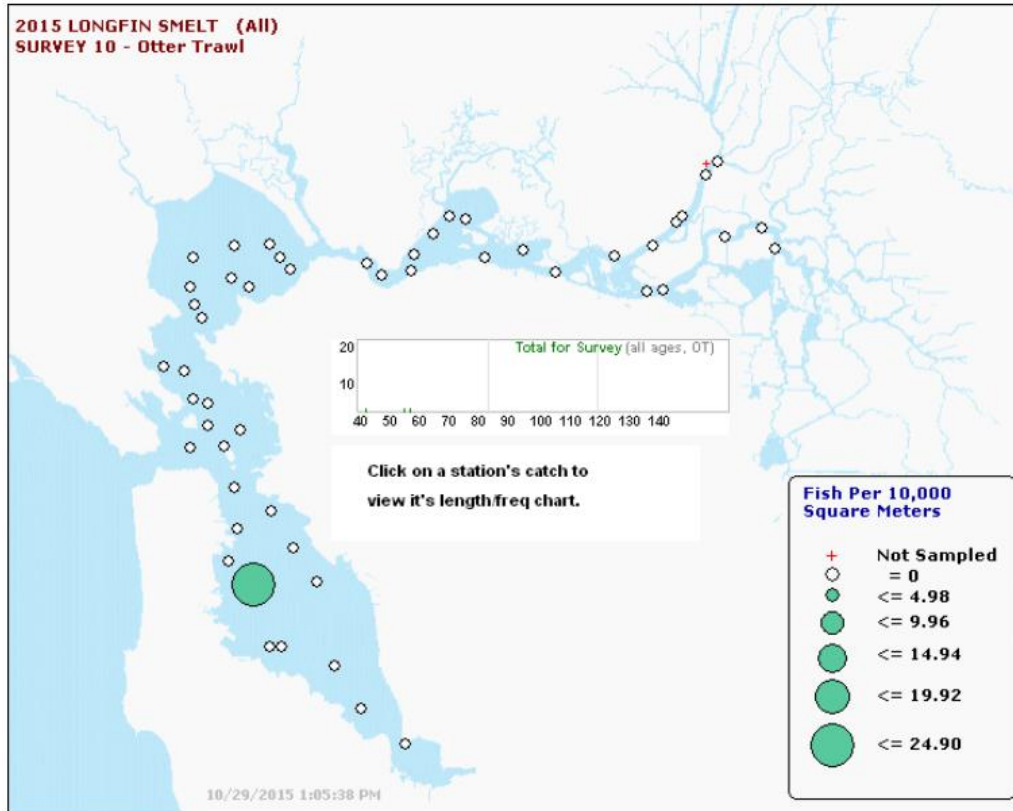 2015 LONGFIN SMELT (All)
SURVEY 10 - Otter Trawl
20
Total for Survey (all ages, OT)
10
40 50 60 70 80 90 100 110 120 130 140
Click on a station's catch to
view it's length/freq chart.
Fish Per 10,000
Square Meters
+ Not Sampled
= 0
<= 4.98
<= 9.96
<= 14.94
<= 19.92
<= 24.90
10/29/2015 1:05:38 PM